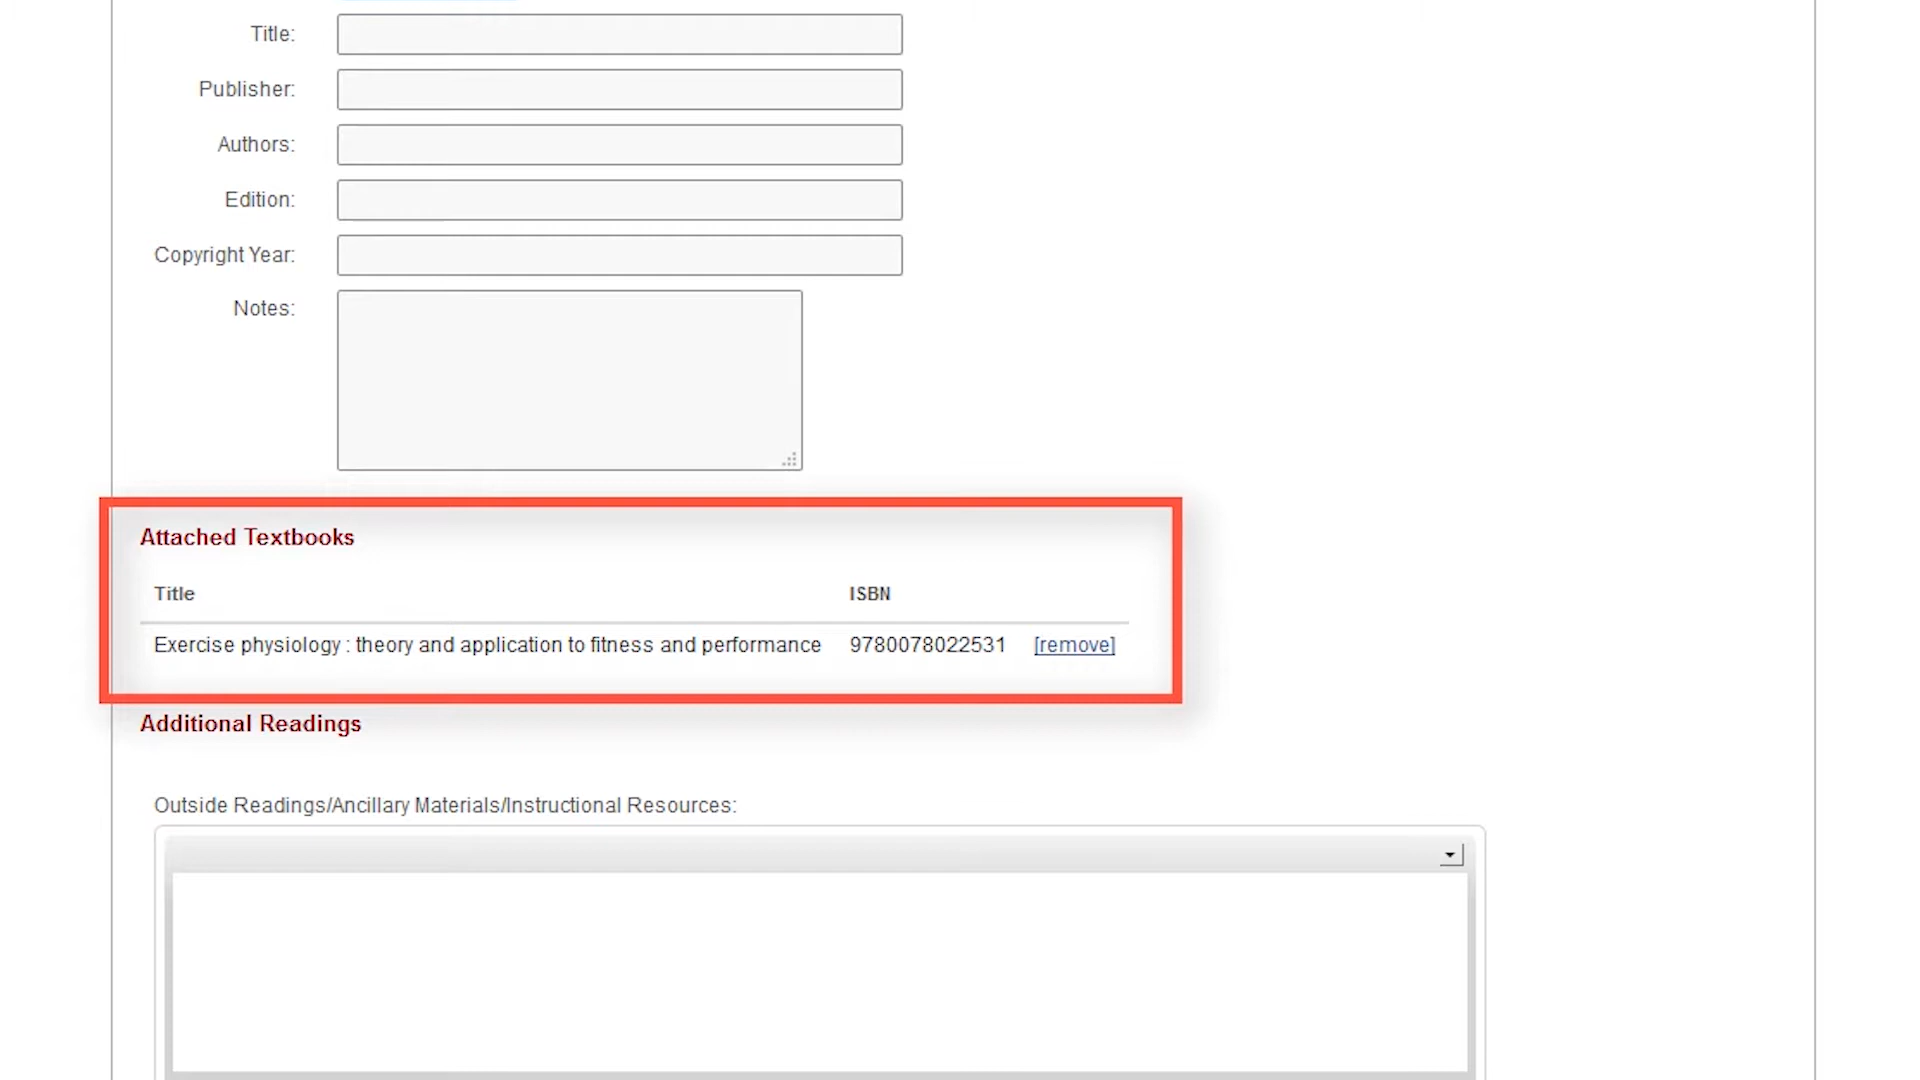 Title:
Publisher:
Authors:
Edition:
Copyright Year:
Notes:
Attached Textbooks
Title ISBN
Exercise physiology : theory and application to fitness and performance 9780078022531 [remove]
Additional Readings
Outside Readings/Ancillary Materials/Instructional Resources: